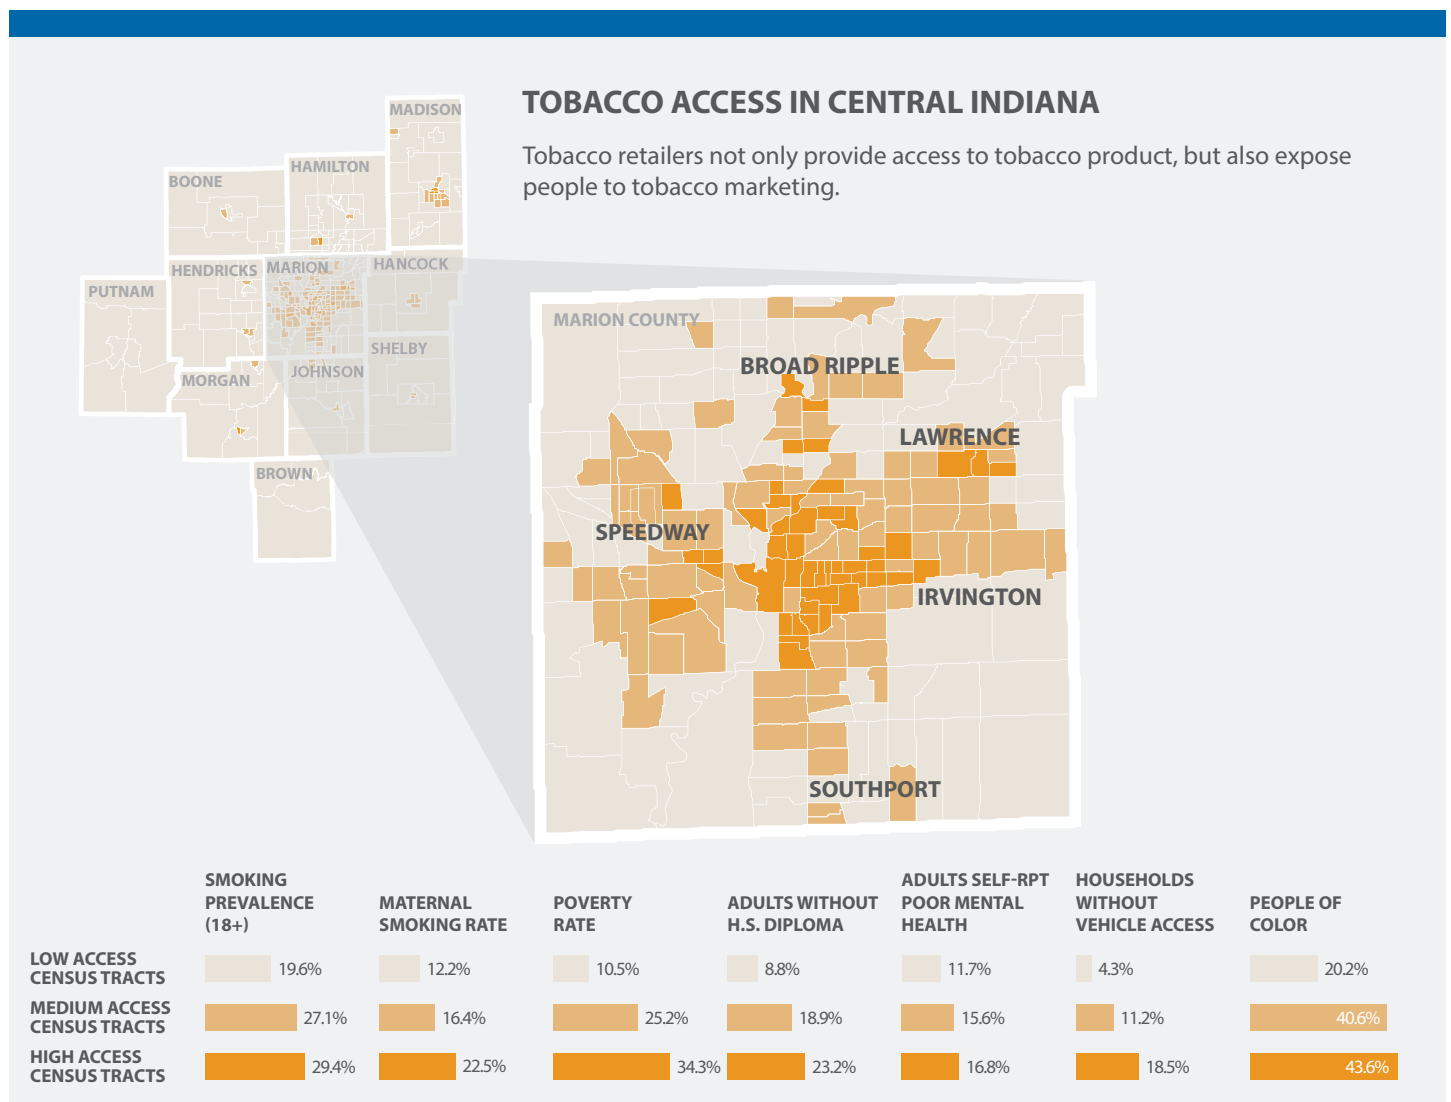 TOBACCO ACCESS IN CENTRAL INDIANA
Tobacco retailers not only provide access to tobacco product, but also expose
people to tobacco marketing.
MADISON
HAMILTON
BOONE
HENDRICKS
MARION
HANCOCK
PUTNAM
SHELBY
JOHNSON
MORGAN
BROWN
MARION COUNTY
BROAD RIPPLE
LAWRENCE
SPEEDWAY
IRVINGTON
SOUTHPORT
SMOKING
PREVALENCE
(18+)
MATERNAL
SMOKING RATE
POVERTY
RATE
ADULTS WITHOUT
H.S. DIPLOMA
ADULTS SELF-RPT
POOR MENTAL
HEALTH
HOUSEHOLDS
WITHOUT
VEHICLE ACCESS
PEOPLE OF
COLOR
LOW ACCESS
CENSUS TRACTS
19.6%
12.2%
10.5%
8.8%
11.7%
4.3%
20.2%
MEDIUM ACCESS
CENSUS TRACTS
27.1%
16.4%
25.2%
18.9%
15.6%
11.2%
40.6%
HIGH ACCESS
CENSUS TRACTS
29.4%
22.5%
34.3%
23.2%
16.8%
18.5%
43.6%